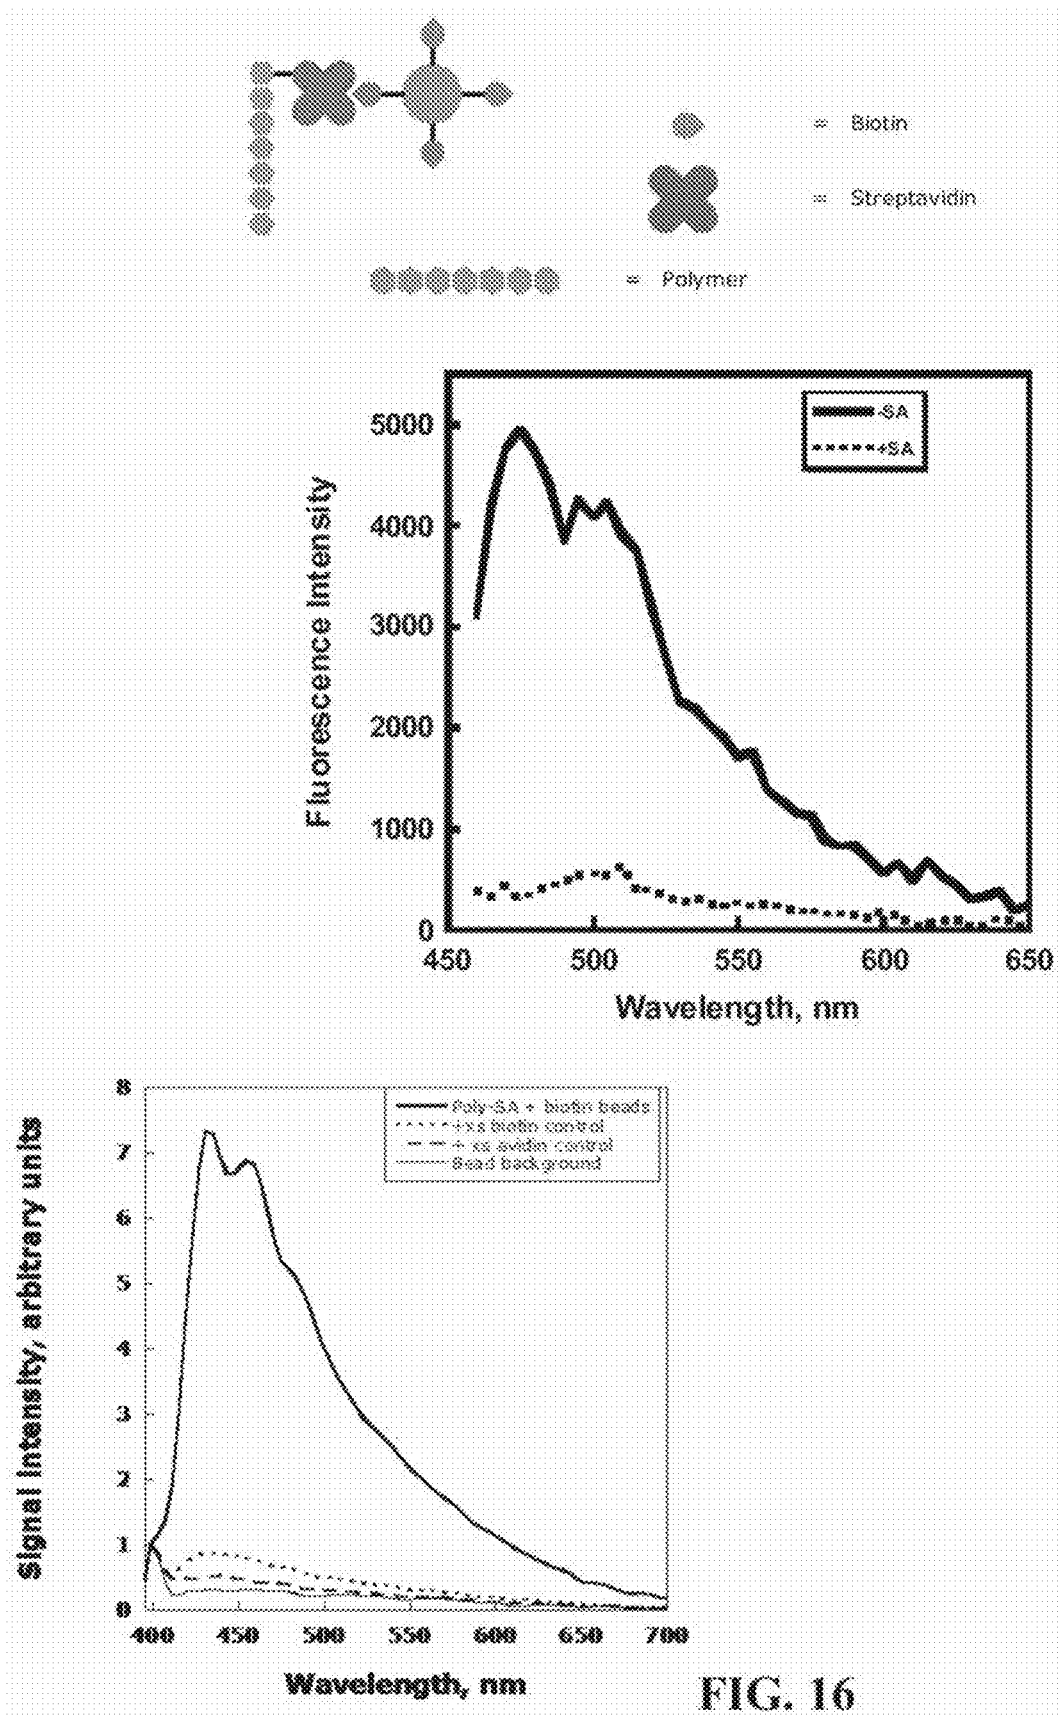 = Biotin
= Streptavidin
= Polymer
-SA
+SA
5000
4000
3000
2000
1000
0
Fluorescence Intensity
450 500 550 600 650
Wavelength, nm
Poly-SA + biotin beads
+xs biotin control
+ xs avidin control
Bead background
8
7
6
5
4
3
2
1
0
Signal Intensity, arbitrary units
400 450 500 550 600 650 700
Wavelength, nm
FIG. 16